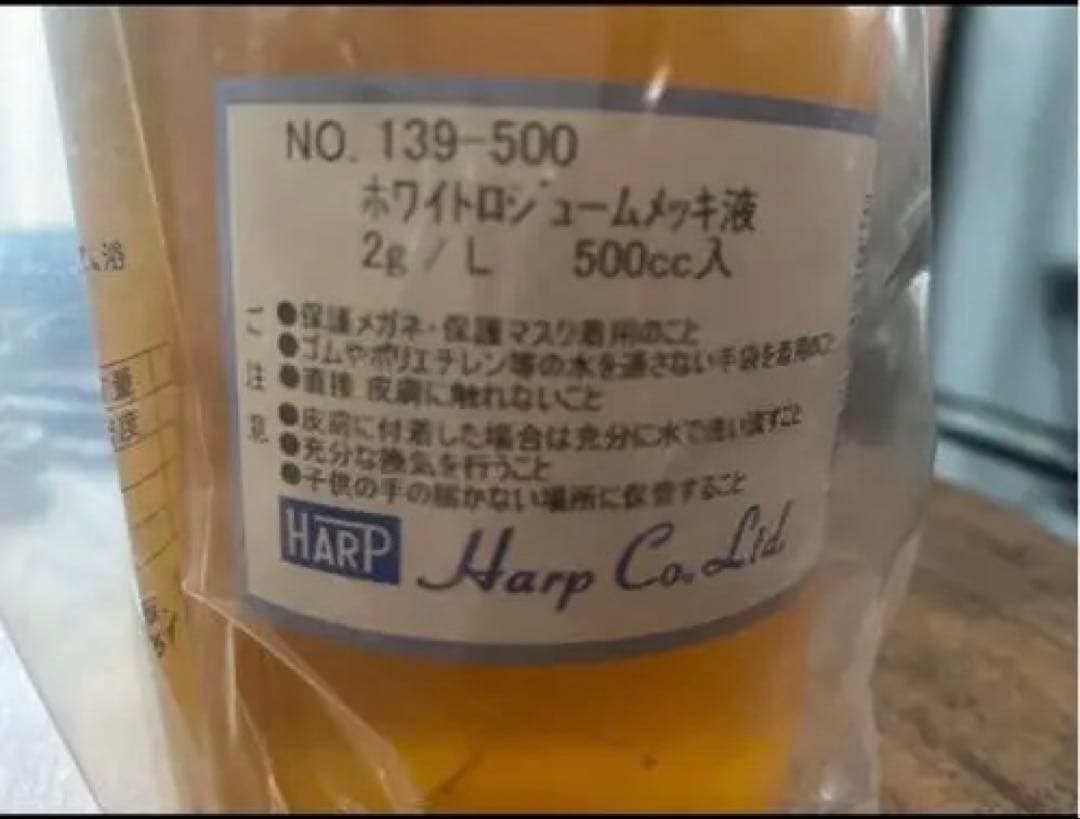 NO. 139-500
ホワイトロジュームメッキ液
2g / L 500cc入
ご注意
●保護メガネ・保護マスク着用のこと
●ゴムやポリエチレン等の水を通さない手袋を着用のこと
●直接 皮膚に触れないこと
●皮膚に付着した場合は充分に水で洗い流すこと
●充分な換気を行うこと
●子供の手の届かない場所に保管すること
HARP Harp Co. Ltd.
浴
量